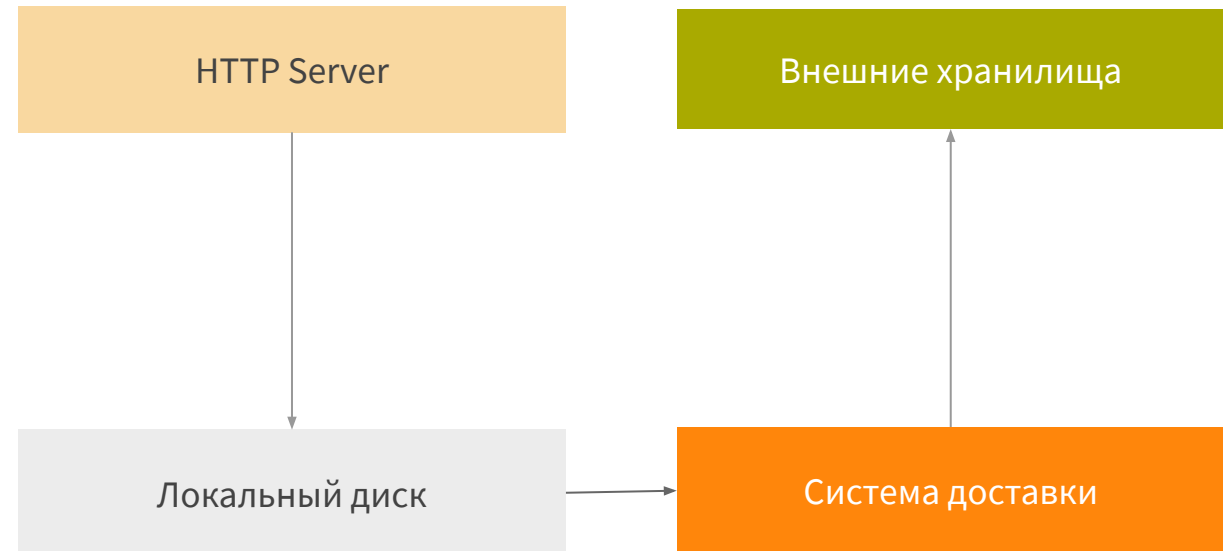 HTTP Server
Внешние хранилища
Локальный диск
Система доставки